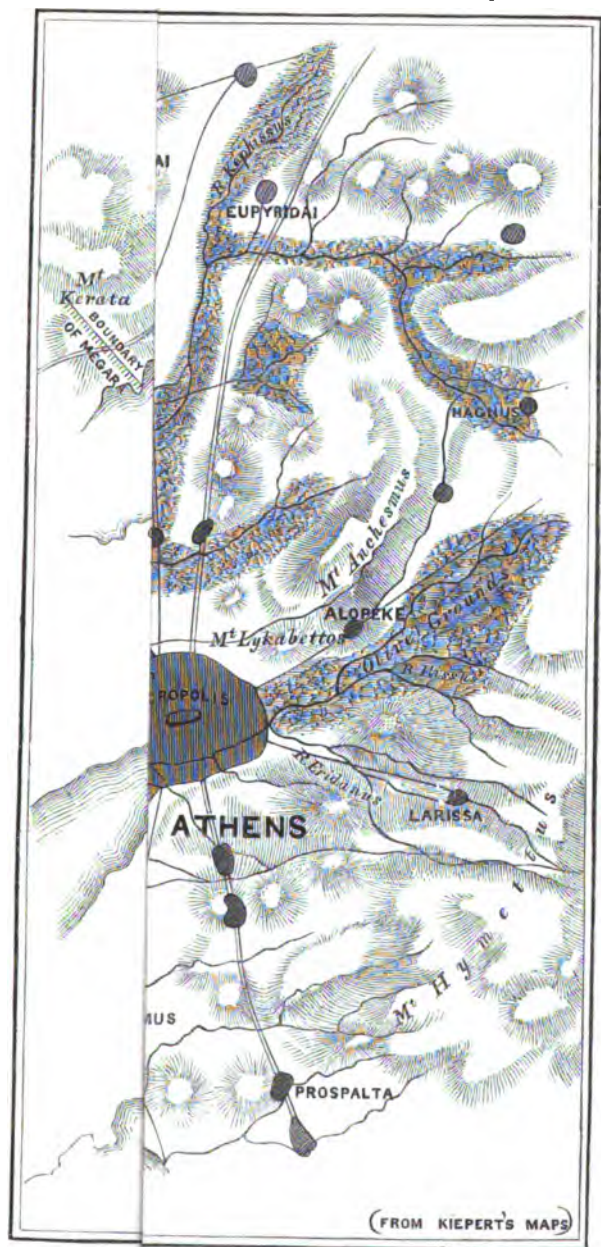 AI
R. Kephissus
EUPYRIDAI
Mt
Kerata
BOUNDARY
OF MEGARA
HAGNUS
Mt Anchesmus
ALOPEKE
Mt Lykabettos
Olive Grounds
ROPOLIS
R. Eridanus
LARISSA
ATHENS
Mt Hymettus
MUS
PROSPALTA
(FROM KIEPERT'S MAPS)